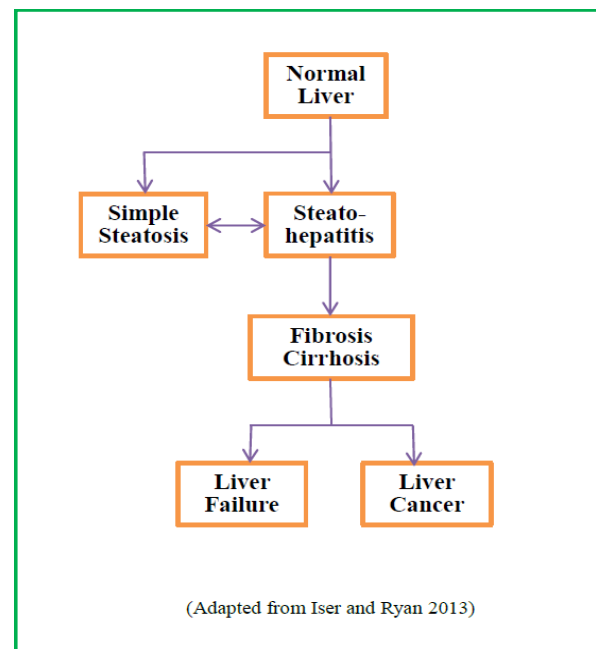 Normal
Liver
Simple
Steatosis
Steato-
hepatitis
Fibrosis
Cirrhosis
Liver
Failure
Liver
Cancer
(Adapted from Iser and Ryan 2013)